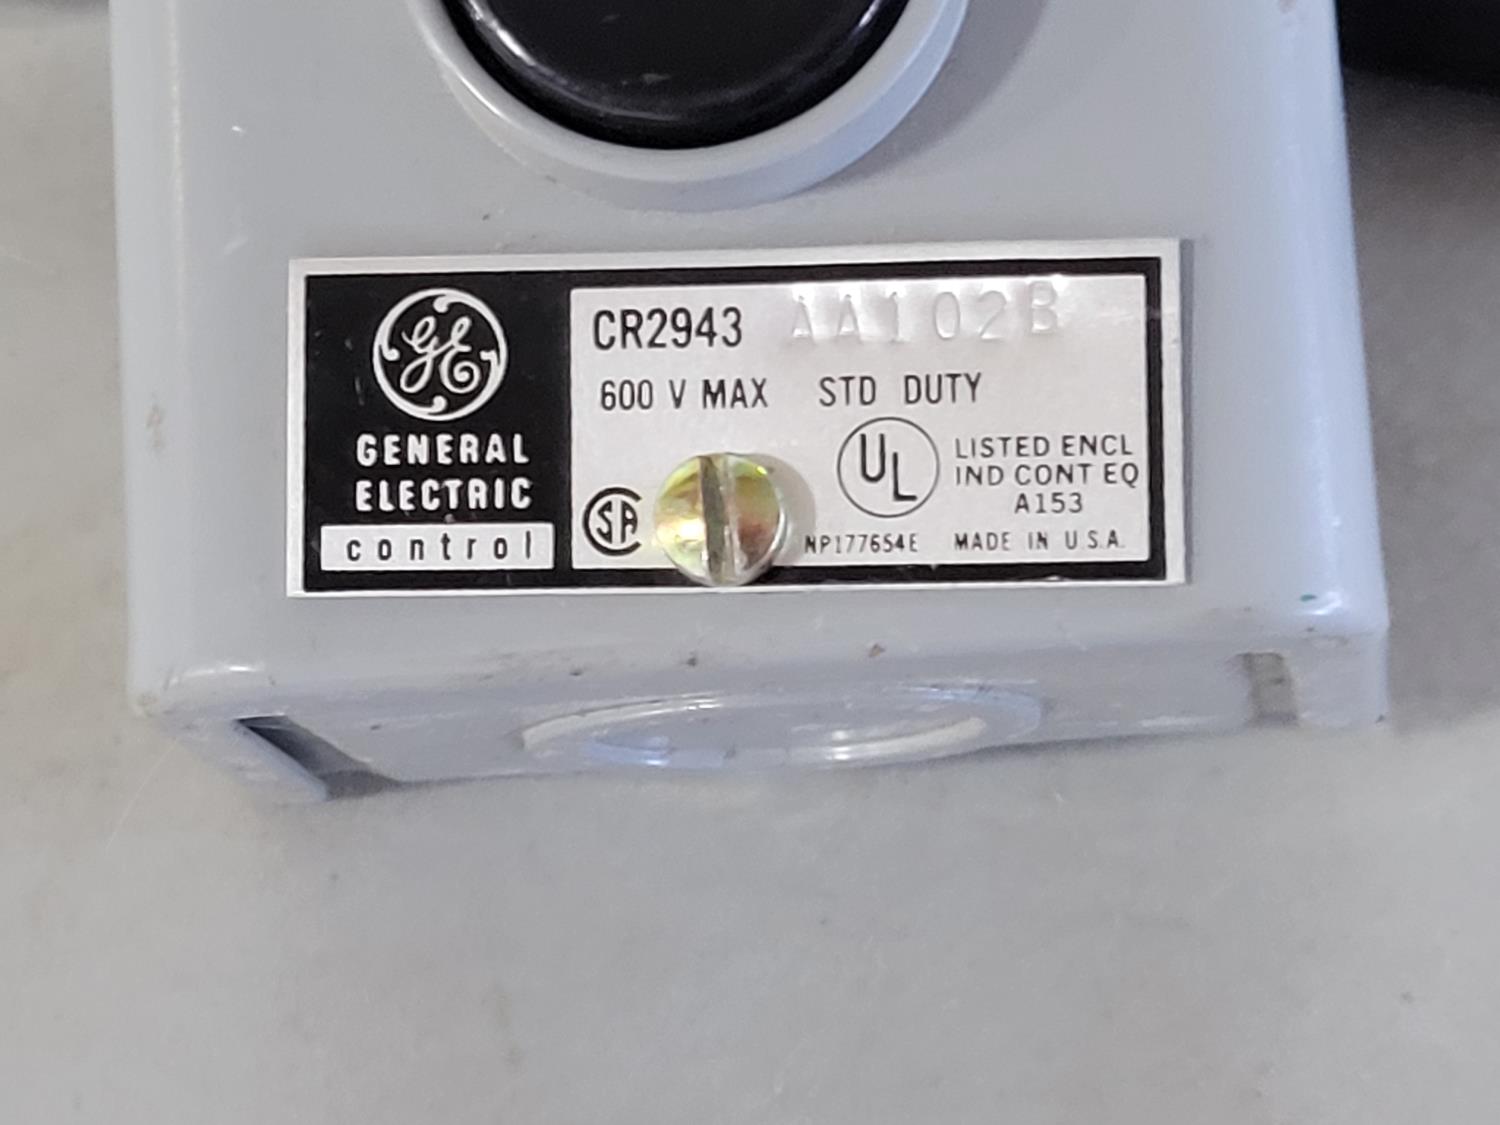 CR2943 AA102B
600 V MAX STD DUTY
GE
GENERAL
ELECTRIC
control
SA
UL
LISTED ENCL
IND CONT EQ
A153
NP177654E MADE IN U.S.A.